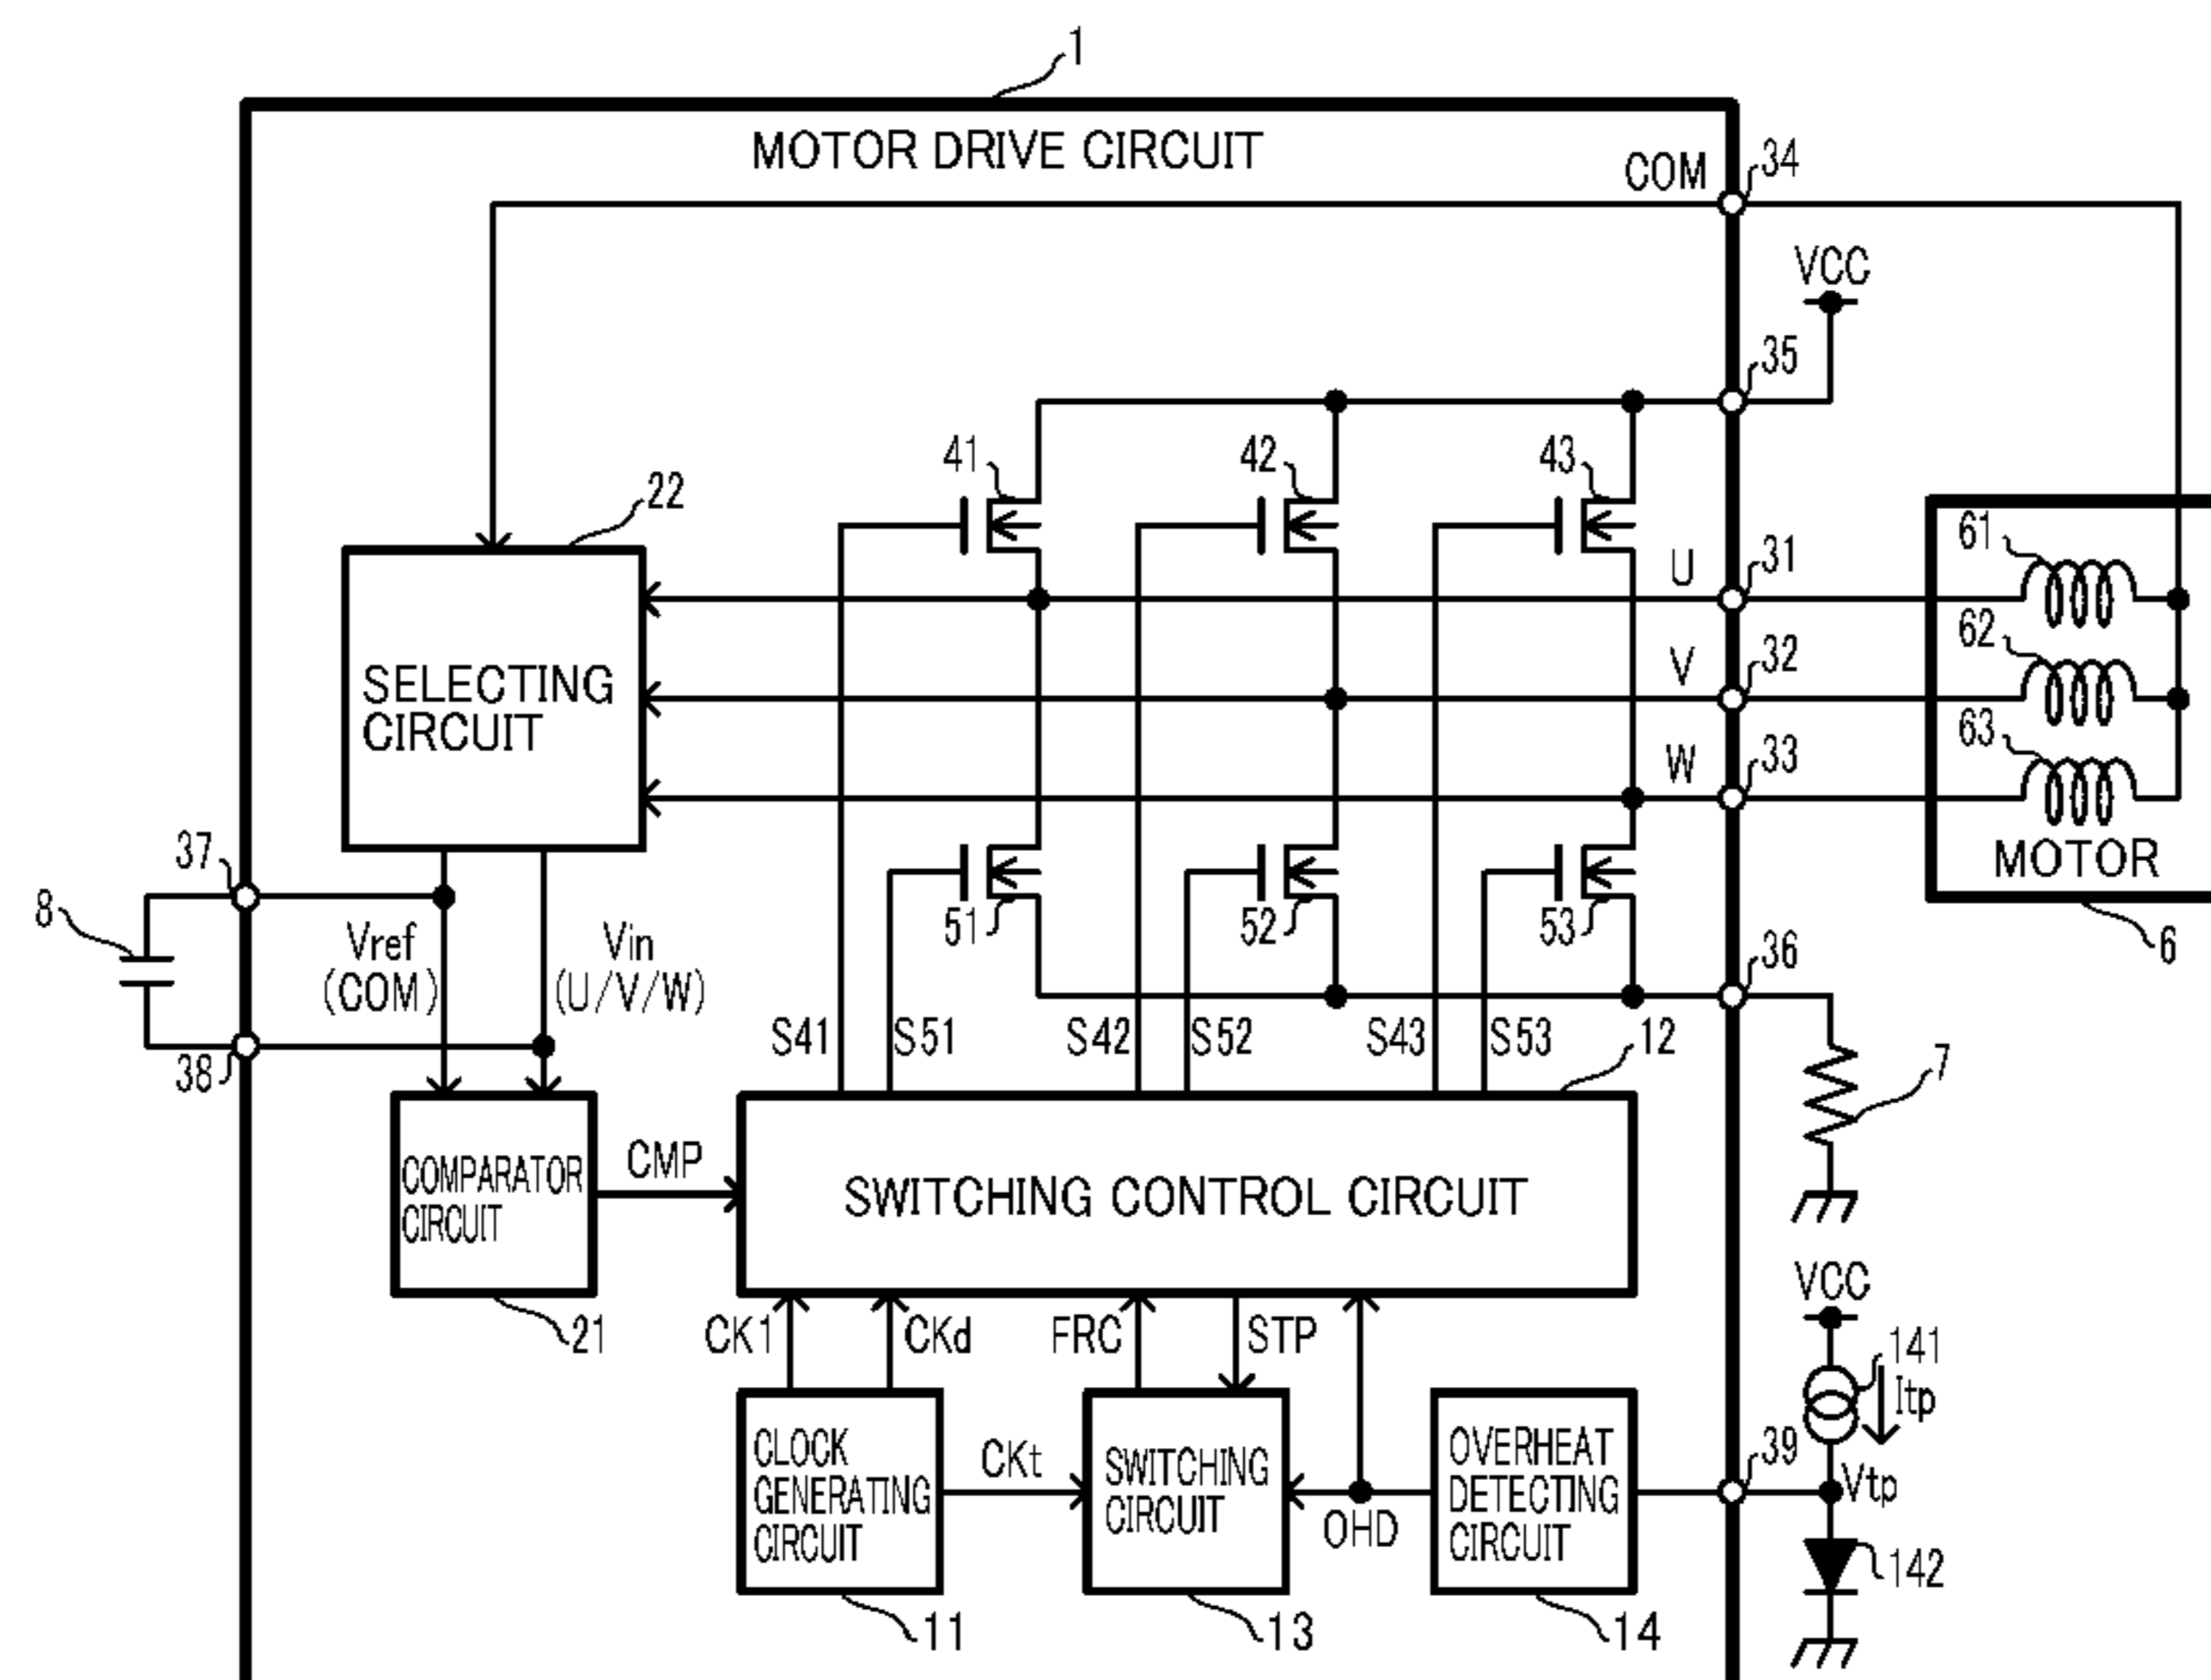 1
MOTOR DRIVE CIRCUIT
COM
34
VCC
35
41
42
43
22
61
U
31
62
SELECTING
CIRCUIT
V
32
63
W
33
37
MOTOR
8
51
52
53
Vref
(COM)
Vin
(U/V/W)
36
6
S41
S51
S42
S52
S43
S53
12
38
7
COMPARATOR
CIRCUIT
CMP
SWITCHING CONTROL CIRCUIT
VCC
21
CK1
CKd
FRC
STP
141
Itp
CLOCK
GENERATING
CIRCUIT
CKt
SWITCHING
CIRCUIT
OHD
OVERHEAT
DETECTING
CIRCUIT
39
Vtp
142
11
13
14